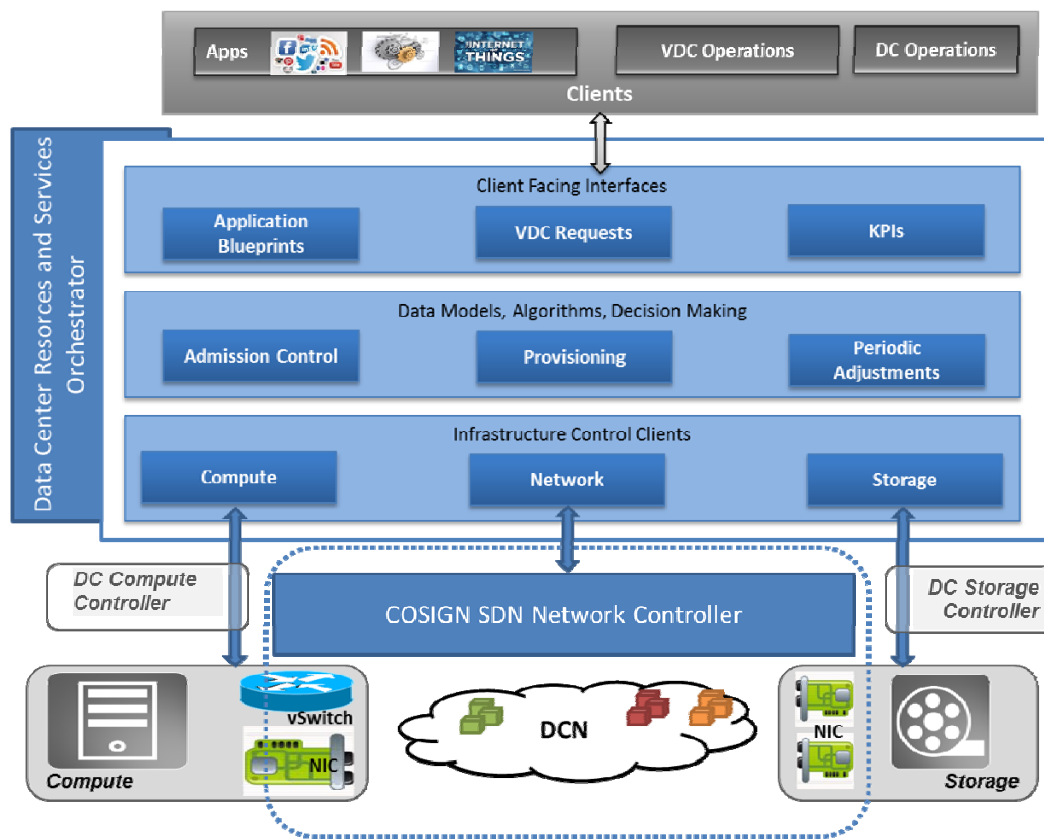 Apps
INTERNET
THINGS
VDC Operations
DC Operations
Clients
Data Center Resorces and Services
Orchestrator
Client Facing Interfaces
Application
Blueprints
VDC Requests
KPIs
Data Models, Algorithms, Decision Making
Admission Control
Provisioning
Periodic
Adjustments
Infrastructure Control Clients
Compute
Network
Storage
DC Compute
Controller
COSIGN SDN Network Controller
DC Storage
Controller
vSwitch
NIC
Compute
DCN
NIC
Storage